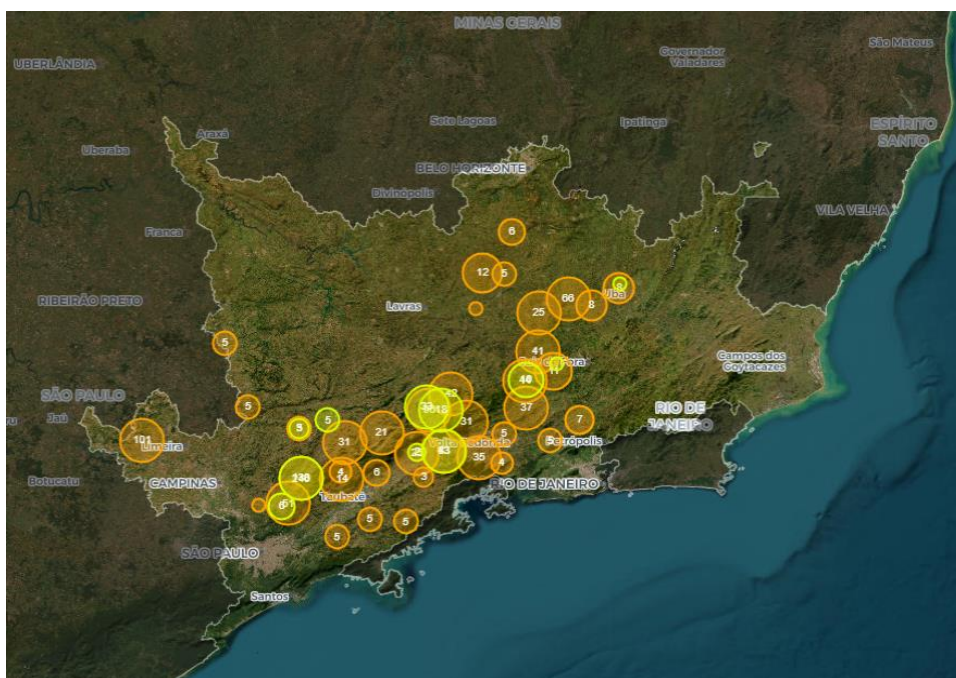 MINAS GERAIS
São Mateus
Governador
Valadares
UBERLÂNDIA
Sete Lagoas
Ipatinga
Araxá
ESPÍRITO
SANTO
Uberaba
BELO HORIZONTE
Divinópolis
VILA VELHA
Franca
6
12
5
Ubá
66
8
RIBEIRÃO PRETO
Lavras
25
5
41
Campos dos
Goytacazes
SÃO PAULO
5
RIO DE
JANEIRO
37
7
Jaú
5
31
5
101
Limeira
31
21
Volta
Redonda
Petrópolis
35
4
Botucatu
CAMPINAS
4
14
6
3
RIO DE JANEIRO
Taubaté
5
5
5
SÃO PAULO
Santos